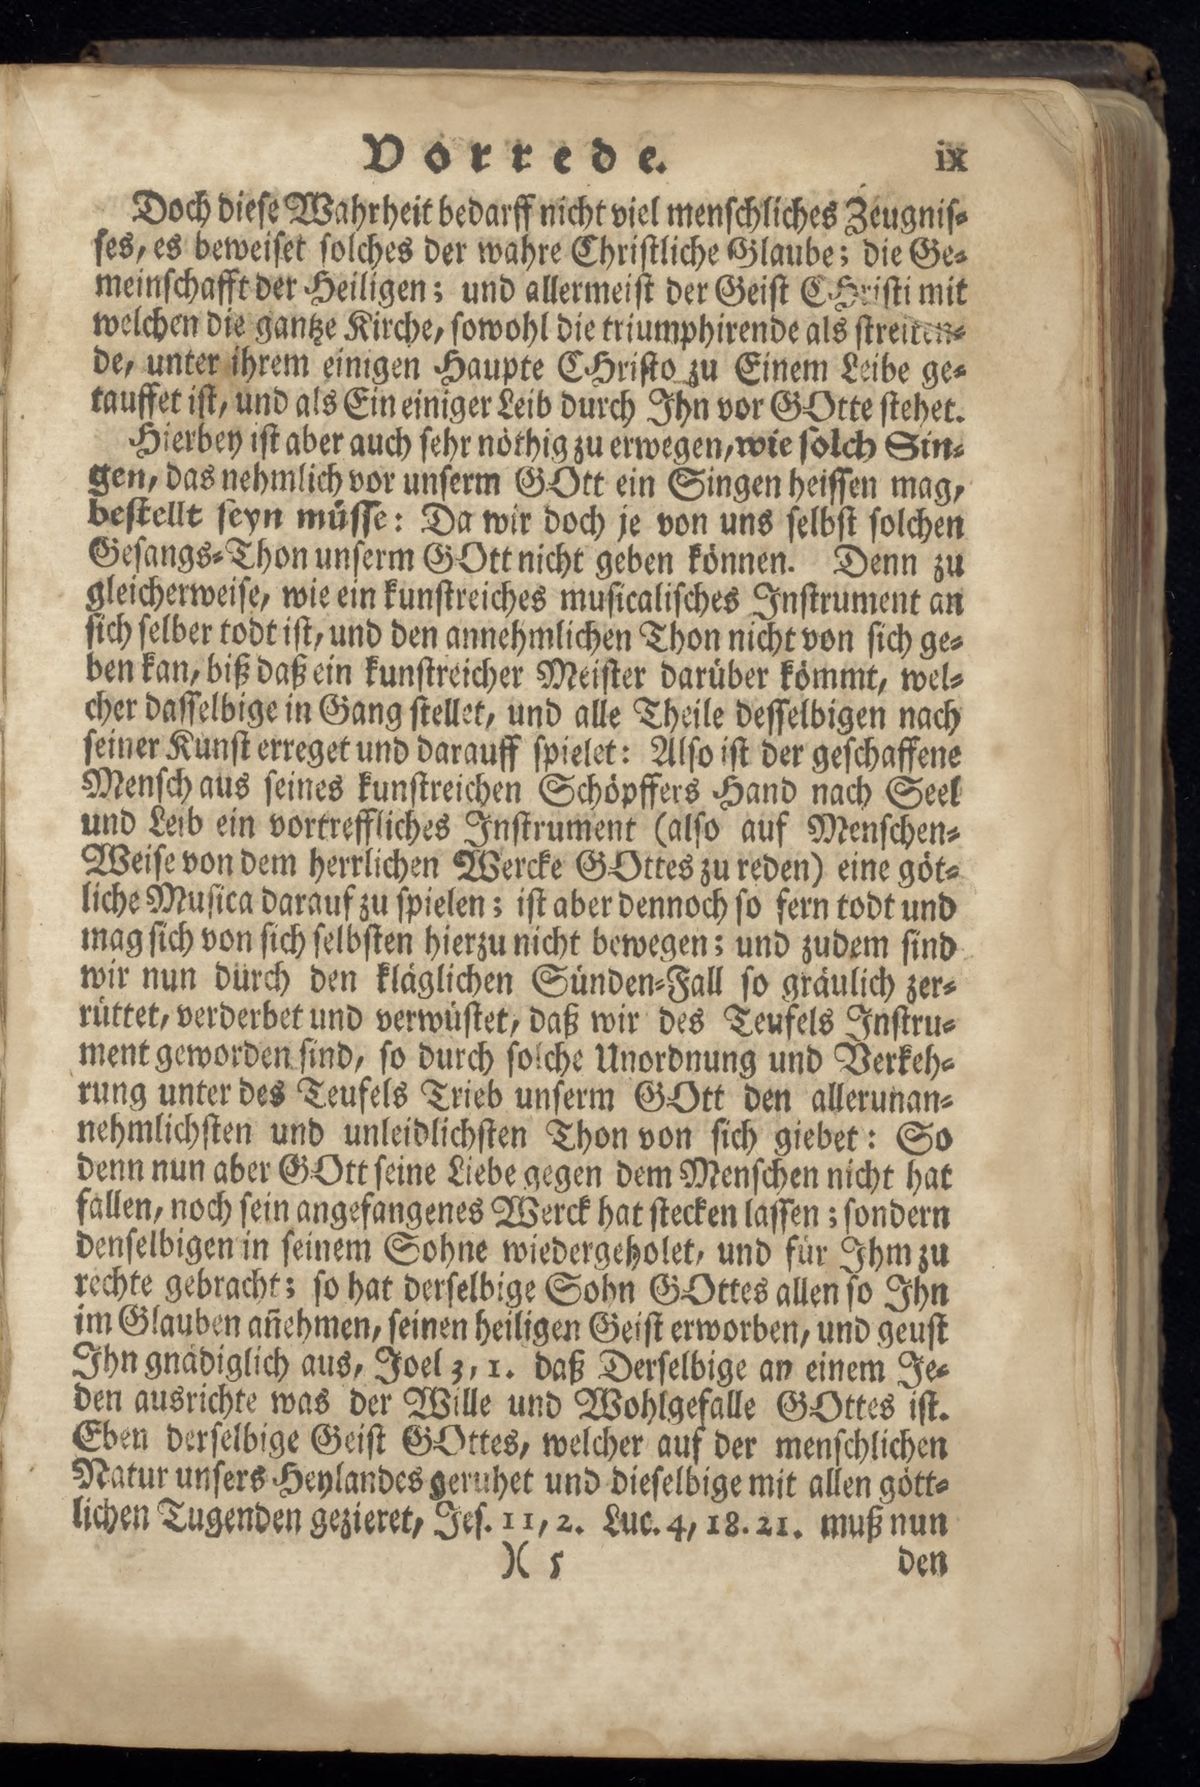 Vorrede. ix
Doch diese Wahrheit bedarff nicht viel menschliches Zeugnis-
ses, es beweiset solches der wahre Christliche Glaube; die Ge-
meinschafft der Heiligen; und allermeist der Geist CHristi mit
welchen die gantze Kirche, sowohl die triumphirende als streiten-
de, unter ihrem einigen Haupte CHristo zu Einem Leibe ge-
tauffet ist, und als Ein einiger Leib durch Ihn vor GOtte stehet.
Hierbey ist aber auch sehr nöthig zu erwegen, wie solch Sin-
gen, das nehmlich vor unserm GOtt ein Singen heissen mag,
bestellt seyn müsse: Da wir doch je von uns selbst solchen
Gesangs-Thon unserm GOtt nicht geben können. Denn zu
gleicherweise, wie ein kunstreiches musicalisches Instrument an
sich selber todt ist, und den annehmlichen Thon nicht von sich ge-
ben kan, biß daß ein kunstreicher Meister darüber kömmt, wel-
cher dasselbige in Gang stellet, und alle Theile desselbigen nach
seiner Kunst erreget und darauff spielet: Also ist der geschaffene
Mensch aus seines kunstreichen Schöpffers Hand nach Seel
und Leib ein vortreffliches Instrument (also auf Menschen-
Weise von dem herrlichen Wercke GOttes zu reden) eine göt-
liche Musica darauf zu spielen; ist aber dennoch so fern todt und
mag sich von sich selbsten hierzu nicht bewegen; und zudem sind
wir nun durch den kläglichen Sünden-Fall so gräulich zer-
rüttet, verderbet und verwüstet, daß wir des Teufels Instru-
ment geworden sind, so durch solche Unordnung und Verkeh-
rung unter des Teufels Trieb unserm GOtt den allerunan-
nehmlichsten und unleidlichsten Thon von sich giebet: So
denn nun aber GOtt seine Liebe gegen dem Menschen nicht hat
fallen, noch sein angefangenes Werck hat stecken lassen; sondern
denselbigen in seinem Sohne wiedergeholet, und für Ihm zu
rechte gebracht; so hat derselbige Sohn GOttes allen so Ihn
im Glauben an̄ehmen, seinen heiligen Geist erworben, und geust
Ihn gnädiglich aus, Joel 3, 1. daß Derselbige an einem Je-
den ausrichte was der Wille und Wohlgefalle GOttes ist.
Eben derselbige Geist GOttes, welcher auf der menschlichen
Natur unsers Heylandes geruhet und dieselbige mit allen gött-
lichen Tugenden gezieret, Jes. 11, 2. Luc. 4, 18. 21. muß nun
)( 5 den